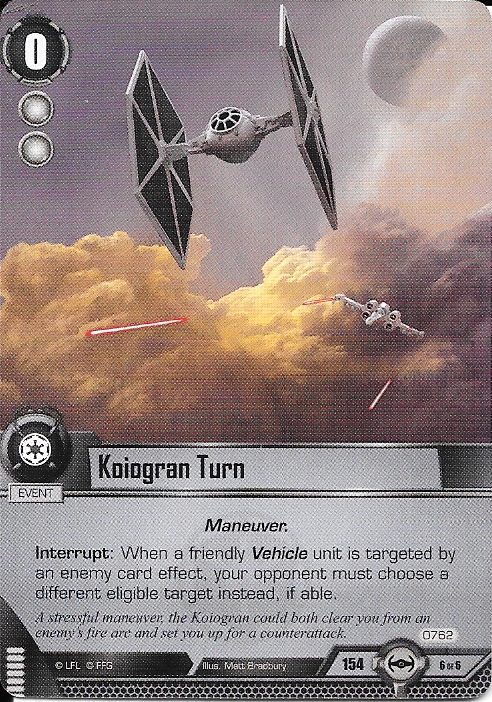 0
Koiogran Turn
EVENT
Maneuver.
Interrupt: When a friendly Vehicle unit is targeted by
an enemy card effect, your opponent must choose a
different eligible target instead, if able.
A stressful maneuver, the Koiogran could both clear you from an
enemy's fire arc and set you up for a counterattack.
0762
© LFL © FFG
Illus. Matt Bradbury
154
6 OF 6